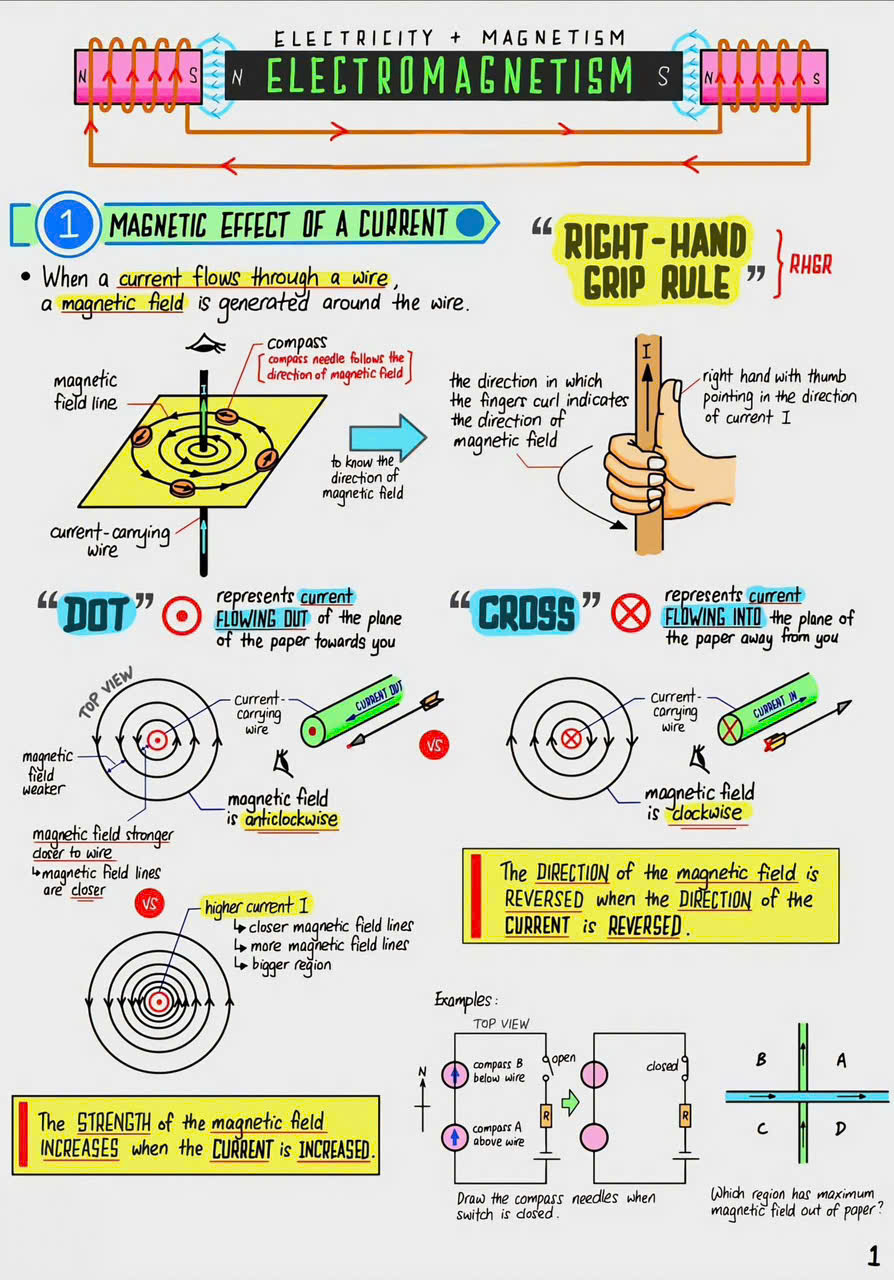 ELECTRICITY + MAGNETISM
N S N ELECTROMAGNETISM S N S
1 MAGNETIC EFFECT OF A CURRENT
• When a current flows through a wire,
a magnetic field is generated around the wire.
“RIGHT-HAND
GRIP RULE”
RHGR
compass
(compass needle follows the
direction of magnetic field)
magnetic
field line
I
current-carrying
wire
to know the
direction of
magnetic field
the direction in which
the fingers curl indicates
the direction of
magnetic field
I
right hand with thumb
pointing in the direction
of current I
“DOT”
represents current
FLOWING OUT of the plane
of the paper towards you
“CROSS”
represents current
FLOWING INTO the plane of
the paper away from you
TOP VIEW
current-
carrying
wire
CURRENT OUT
magnetic
field
weaker
magnetic field
is anticlockwise
magnetic field stronger
closer to wire
↳ magnetic field lines
are closer
VS
current-
carrying
wire
CURRENT IN
magnetic field
is clockwise
The DIRECTION of the magnetic field is
REVERSED when the DIRECTION of the
CURRENT is REVERSED.
VS
higher current I
↳ closer magnetic field lines
↳ more magnetic field lines
↳ bigger region
The STRENGTH of the magnetic field
INCREASES when the CURRENT is INCREASED.
Examples:
TOP VIEW
N
compass B
below wire
compass A
above wire
open
R
closed
R
Draw the compass needles when
switch is closed.
B A
C D
Which region has maximum
magnetic field out of paper?
1